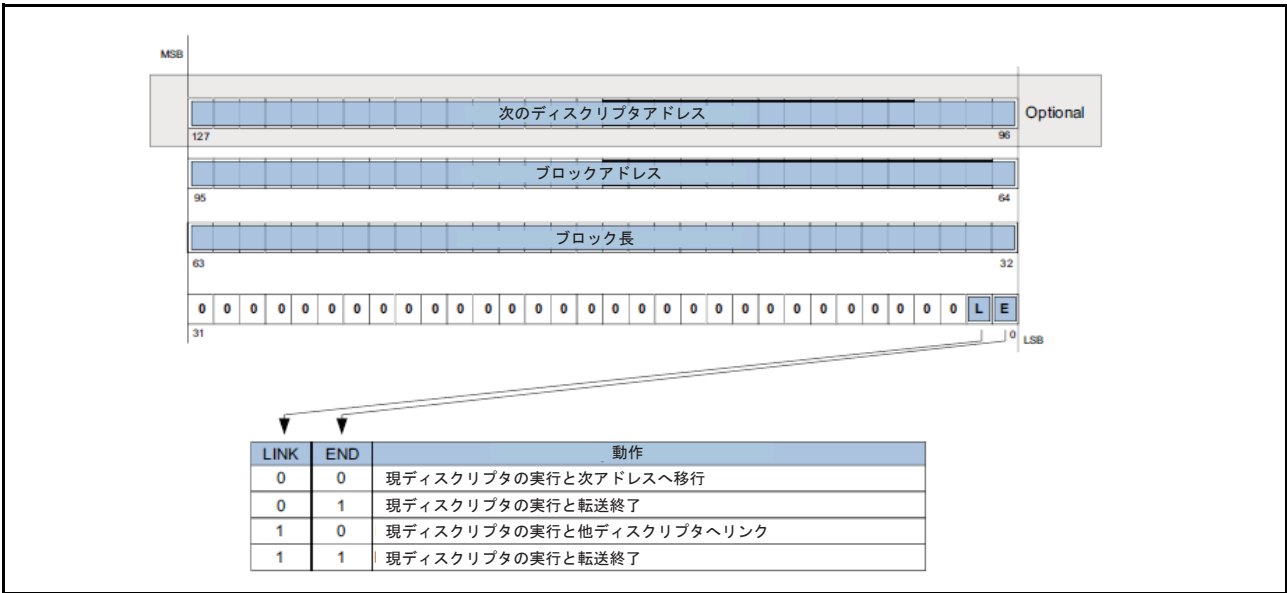 MSB
次のディスクリプタアドレス
Optional
127 96
ブロックアドレス
95 64
ブロック長
63 32
0 0 0 0 0 0 0 0 0 0 0 0 0 0 0 0 0 0 0 0 0 0 0 0 0 0 0 0 0 0 L E
31 0 LSB
LINK END 動作
0 0 現ディスクリプタの実行と次アドレスへ移行
0 1 現ディスクリプタの実行と転送終了
1 0 現ディスクリプタの実行と他ディスクリプタへリンク
1 1 現ディスクリプタの実行と転送終了